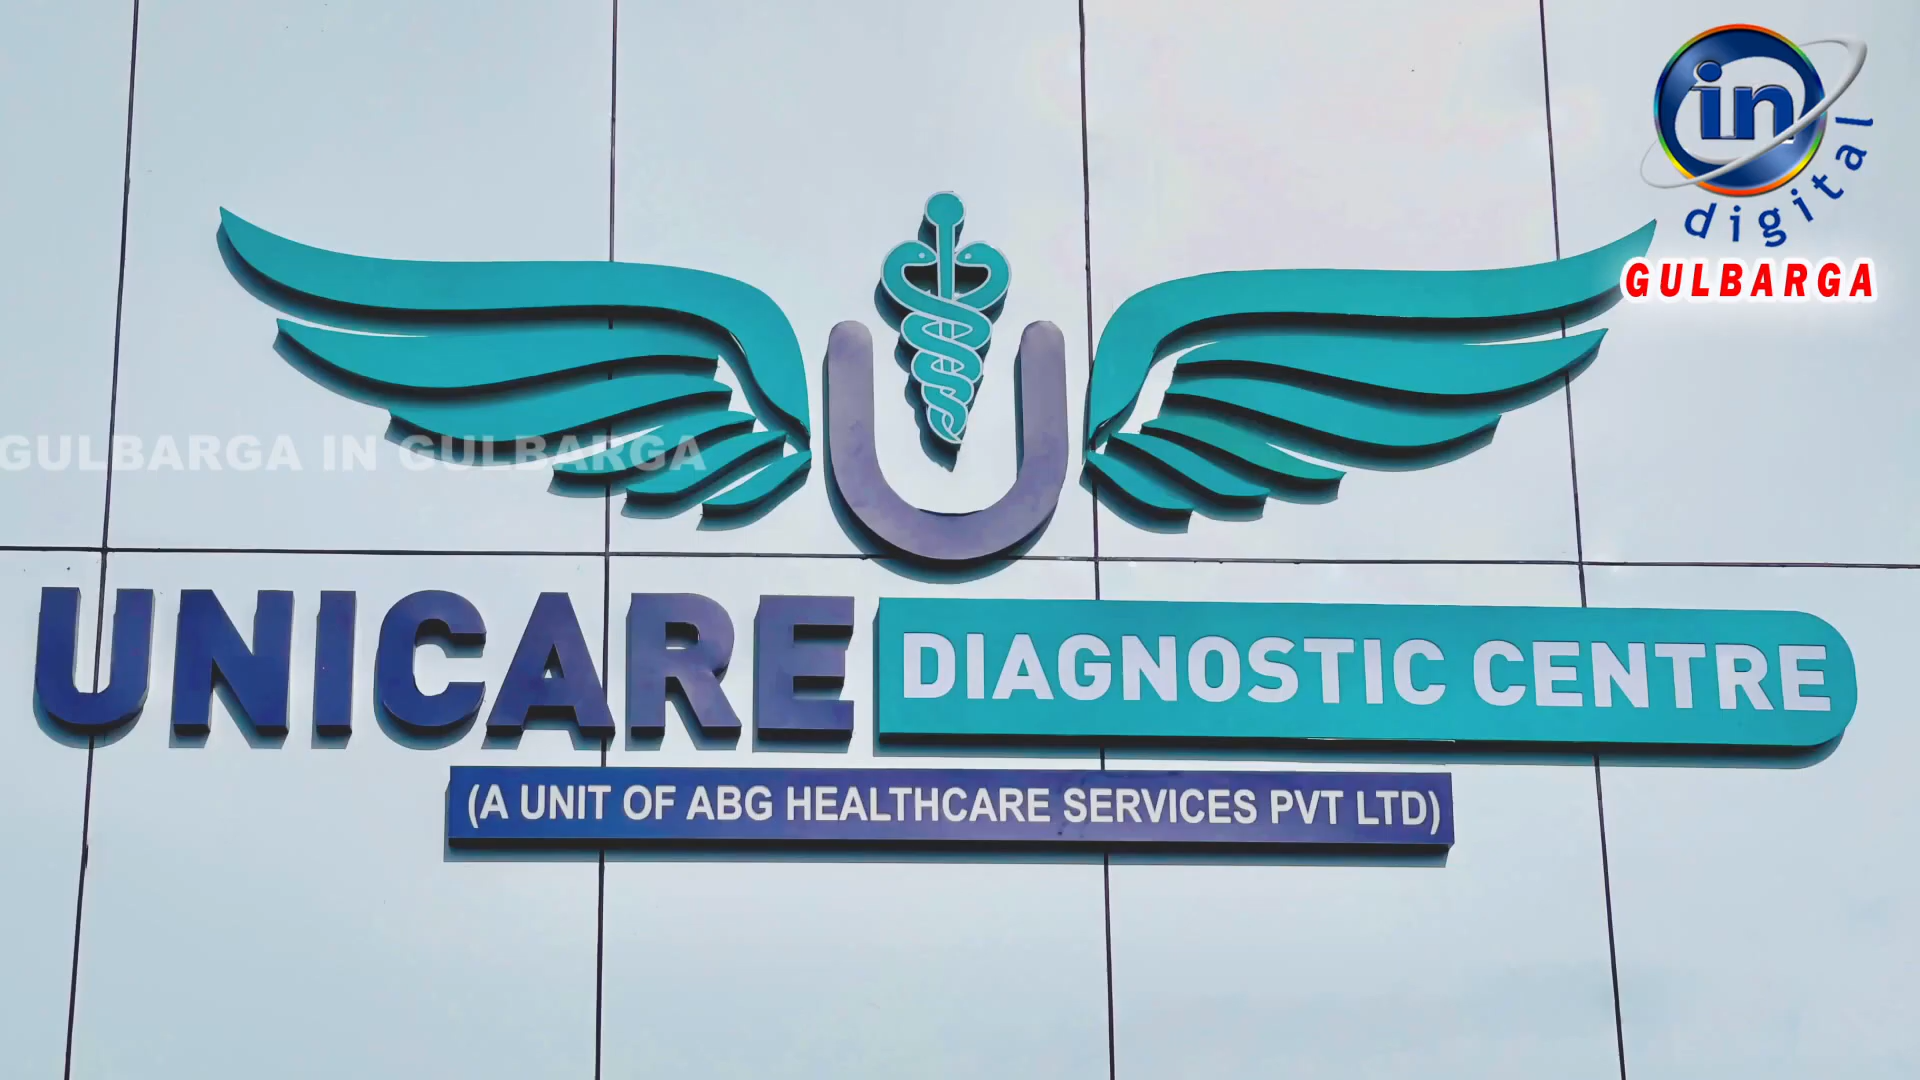 in
digital
GULBARGA
GULBARGA IN GULBARGA
U
UNICARE DIAGNOSTIC CENTRE
(A UNIT OF ABG HEALTHCARE SERVICES PVT LTD)